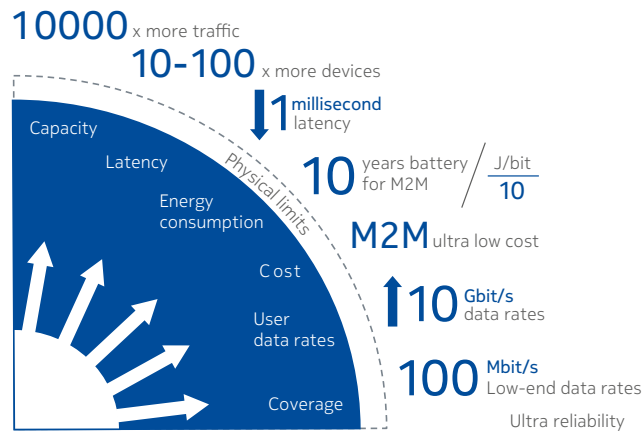 10000 x more traffic
10-100 x more devices
1 millisecond
latency
Capacity
Latency
Physical limits
10 years battery
for M2M
J/bit
10
Energy
consumption
M2M ultra low cost
Cost
10 Gbit/s
data rates
User
data rates
100 Mbit/s
Low-end data rates
Coverage
Ultra reliability